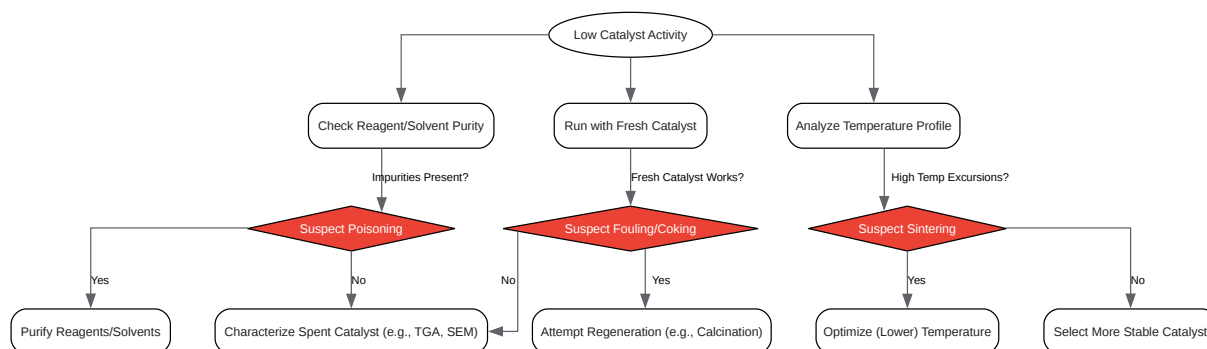 Low Catalyst Activity
Check Reagent/Solvent Purity
Run with Fresh Catalyst
Analyze Temperature Profile
Impurities Present?
Fresh Catalyst Works?
High Temp Excursions?
Suspect Poisoning
Suspect Fouling/Coking
Suspect Sintering
Yes
No
No
Yes
Yes
No
Purify Reagents/Solvents
Characterize Spent Catalyst (e.g., TGA, SEM)
Attempt Regeneration (e.g., Calcination)
Optimize (Lower) Temperature
Select More Stable Catalyst